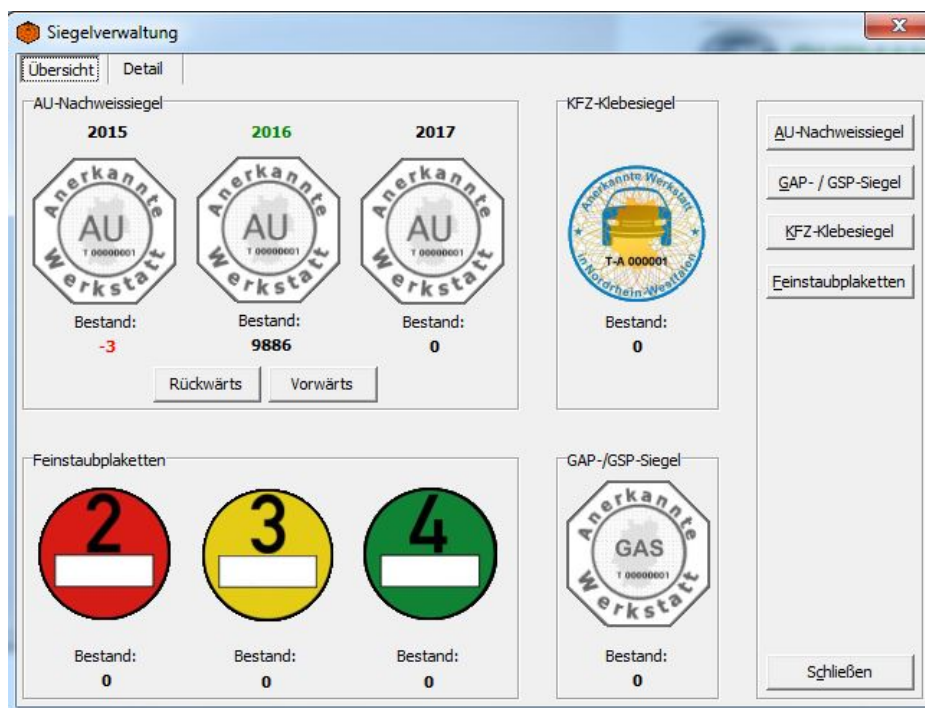 Siegelverwaltung
Übersicht
Detail
AU-Nachweissiegel
2015
2016
2017
Anerkannte
AU
T 00000001
Werkstatt
Anerkannte
AU
T 00000001
Werkstatt
Anerkannte
AU
T 00000001
Werkstatt
Bestand:
-3
Bestand:
9886
Bestand:
0
Rückwärts
Vorwärts
KFZ-Klebesiegel
Anerkannte Werkstatt
T-A 000001
in Nordrhein-Westfalen
Bestand:
0
AU-Nachweissiegel
GAP- / GSP-Siegel
KFZ-Klebesiegel
Feinstaubplaketten
Feinstaubplaketten
2
3
4
Bestand:
0
Bestand:
0
Bestand:
0
GAP-/GSP-Siegel
Anerkannte
GAS
T 00000001
Werkstatt
Bestand:
0
Schließen